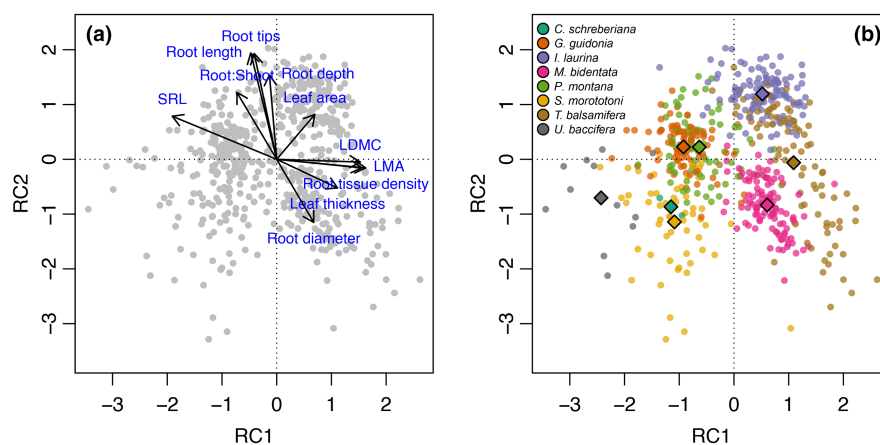 (a)
Root tips
Root length
Root:Shoot
Root depth
SRL
Leaf area
LDMC
LMA
Root tissue density
Leaf thickness
Root diameter
2
1
0
−1
−2
−3
RC2
−3 −2 −1 0 1 2
RC1
(b)
C. schreberiana
G. guidonia
I. laurina
M. bidentata
P. montana
S. morototoni
T. balsamifera
U. baccifera
2
1
0
−1
−2
−3
RC2
−3 −2 −1 0 1 2
RC1